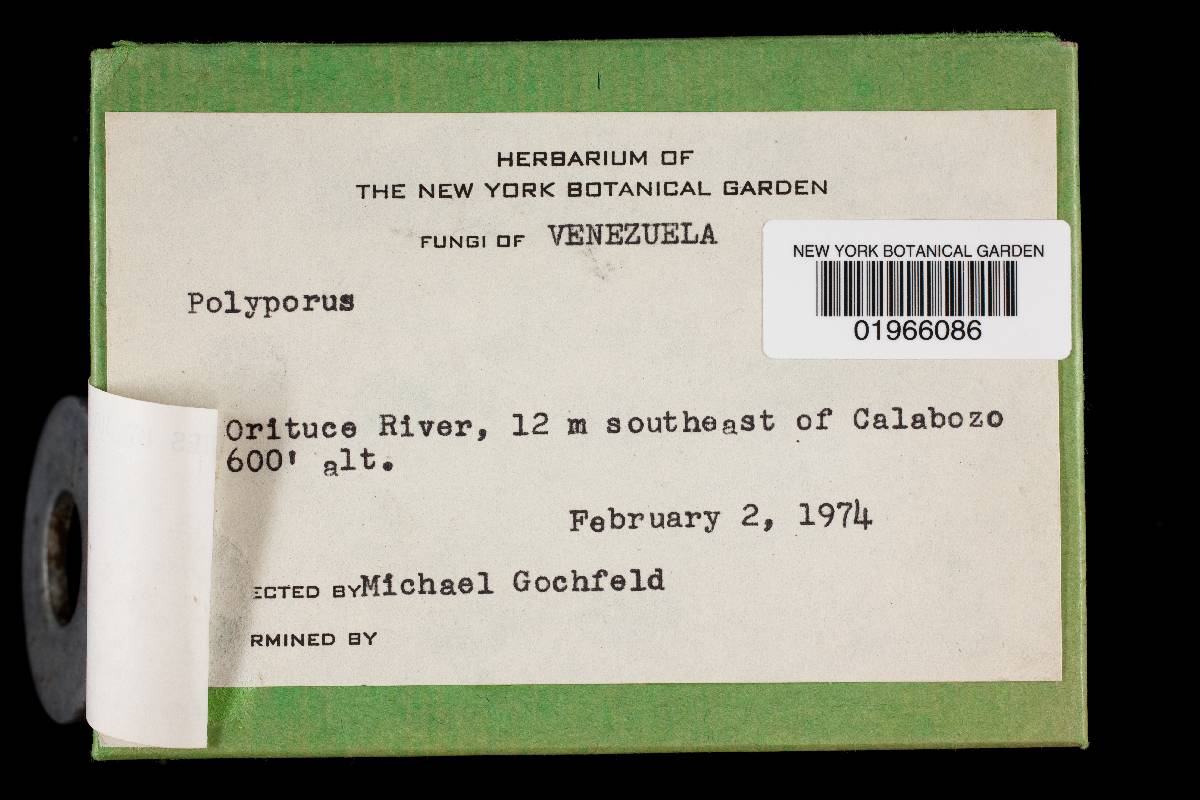 HERBARIUM OF
THE NEW YORK BOTANICAL GARDEN
FUNGI OF VENEZUELA
NEW YORK BOTANICAL GARDEN
01966086
Polyporus
Orituce River, 12 m southeast of Calabozo
600' alt.
February 2, 1974
ECTED BY Michael Gochfeld
RMINED BY